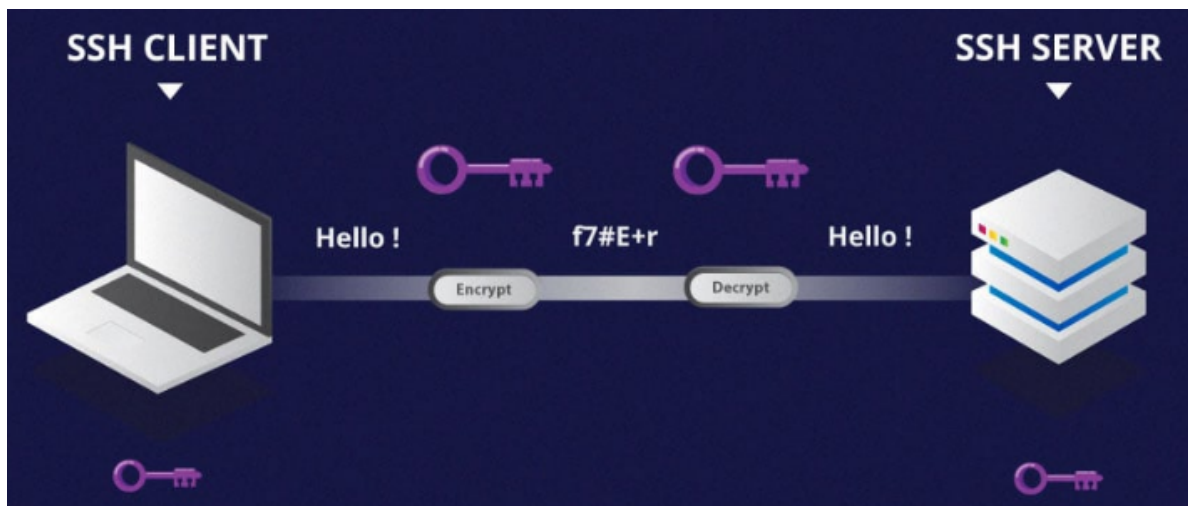 SSH CLIENT
SSH SERVER
Hello !
f7#E+r
Hello !
Encrypt
Decrypt